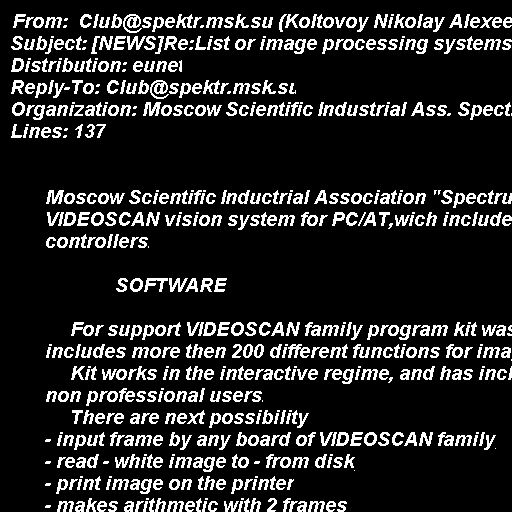 From: Club@spektr.msk.su (Koltovoy Nikolay Alexee
Subject: [NEWS]Re:List or image processing systems
Distribution: eunet
Reply-To: Club@spektr.msk.su
Organization: Moscow Scientific Industrial Ass. Spect
Lines: 137
Moscow Scientific Inductrial Association "Spectru
VIDEOSCAN vision system for PC/AT,wich include
controllers.
SOFTWARE
For support VIDEOSCAN family program kit was
includes more then 200 different functions for ima
Kit works in the interactive regime, and has incl
non professional users.
There are next possibility
- input frame by any board of VIDEOSCAN family
- read - white image to - from disk
- print image on the printer
- makes arithmetic with 2 frames